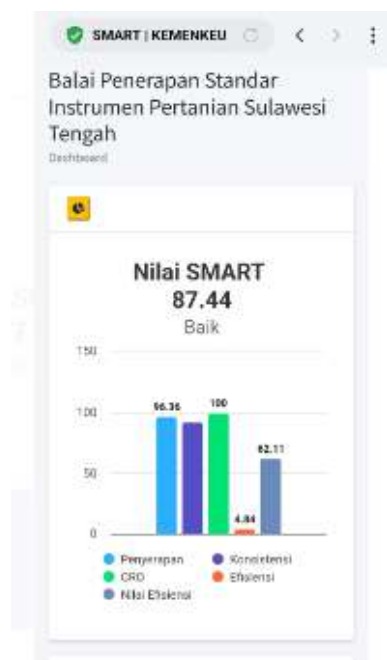 SMART | KEMENKEU
Balai Penerapan Standar
Instrumen Pertanian Sulawesi
Tengah
Dashboard
Nilai SMART
87.44
Baik
150
100
50
0
96.36
100
4.84
62.11
Penyerapan
Konsistensi
CRO
Efisiensi
Nilai Efisiensi